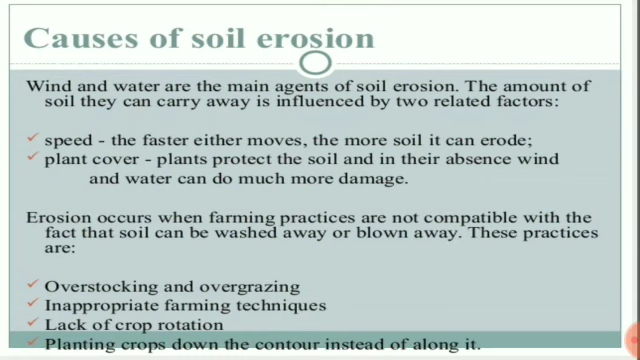 Causes of soil erosion
Wind and water are the main agents of soil erosion. The amount of
soil they can carry away is influenced by two related factors:
✓ speed - the faster either moves, the more soil it can erode;
✓ plant cover - plants protect the soil and in their absence wind
and water can do much more damage.
Erosion occurs when farming practices are not compatible with the
fact that soil can be washed away or blown away. These practices
are:
✓ Overstocking and overgrazing
✓ Inappropriate farming techniques
✓ Lack of crop rotation
✓ Planting crops down the contour instead of along it.